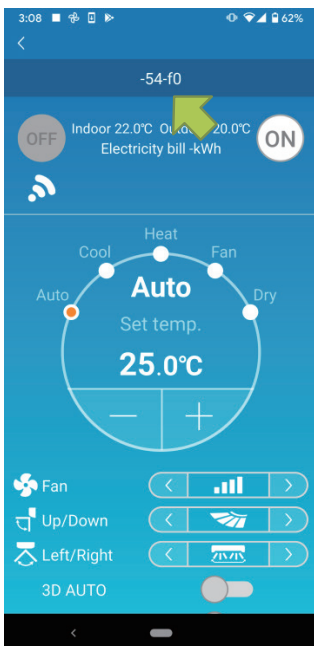 3:08 62%
-54-f0
OFF Indoor 22.0℃ 20.0℃ ON
Electricity bill -kWh
Heat
Cool Fan
Auto Auto Dry
Set temp.
25.0℃
Fan
Up/Down
Left/Right
3D AUTO